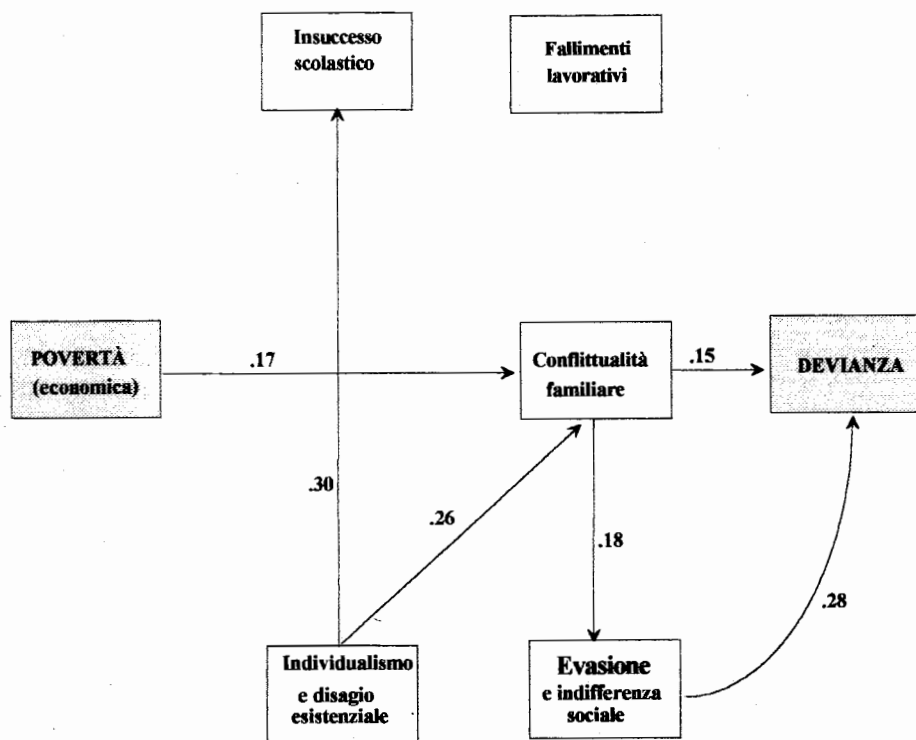 Insuccesso
scolastico
Fallimenti
lavorativi
POVERTÀ
(economica)
.17
Conflittualità
familiare
.15
DEVIANZA
.30
.26
.18
.28
Individualismo
e disagio
esistenziale
Evasione
e indifferenza
sociale